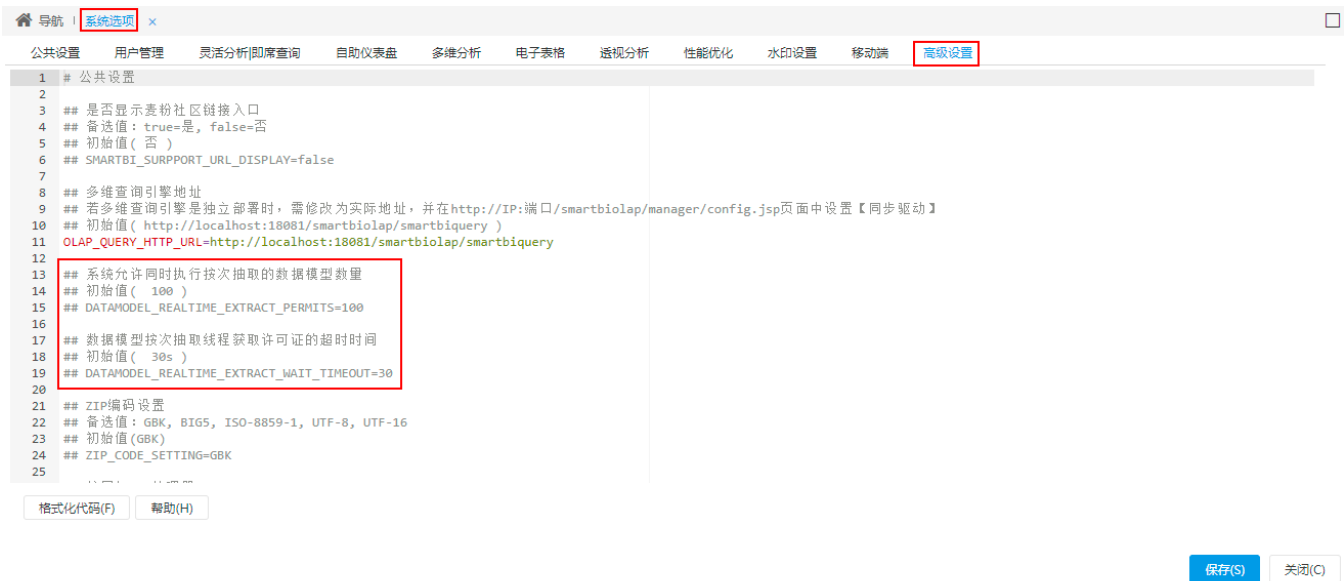 导航 系统选项 ×
公共设置 用户管理 灵活分析|即席查询 自助仪表盘 多维分析 电子表格 透视分析 性能优化 水印设置 移动端 高级设置
1 # 公共设置
2
3 ## 是否显示麦粉社区链接入口
4 ## 备选值：true=是, false=否
5 ## 初始值( 否 )
6 ## SMARTBI_SURPPORT_URL_DISPLAY=false
7
8 ## 多维查询引擎地址
9 ## 若多维查询引擎是独立部署时，需修改为实际地址，并在http://IP:端口/smartbiolap/manager/config.jsp页面中设置【同步驱动】
10 ## 初始值( http://localhost:18081/smartbiolap/smartbiquery )
11 OLAP_QUERY_HTTP_URL=http://localhost:18081/smartbiolap/smartbiquery
12
13 ## 系统允许同时执行按次抽取的数据模型数量
14 ## 初始值( 100 )
15 ## DATAMODEL_REALTIME_EXTRACT_PERMITS=100
16
17 ## 数据模型按次抽取线程获取许可证的超时时间
18 ## 初始值( 30s )
19 ## DATAMODEL_REALTIME_EXTRACT_WAIT_TIMEOUT=30
20
21 ## ZIP编码设置
22 ## 备选值：GBK, BIG5, ISO-8859-1, UTF-8, UTF-16
23 ## 初始值(GBK)
24 ## ZIP_CODE_SETTING=GBK
25
格式化代码(F) 帮助(H)
保存(S) 关闭(C)